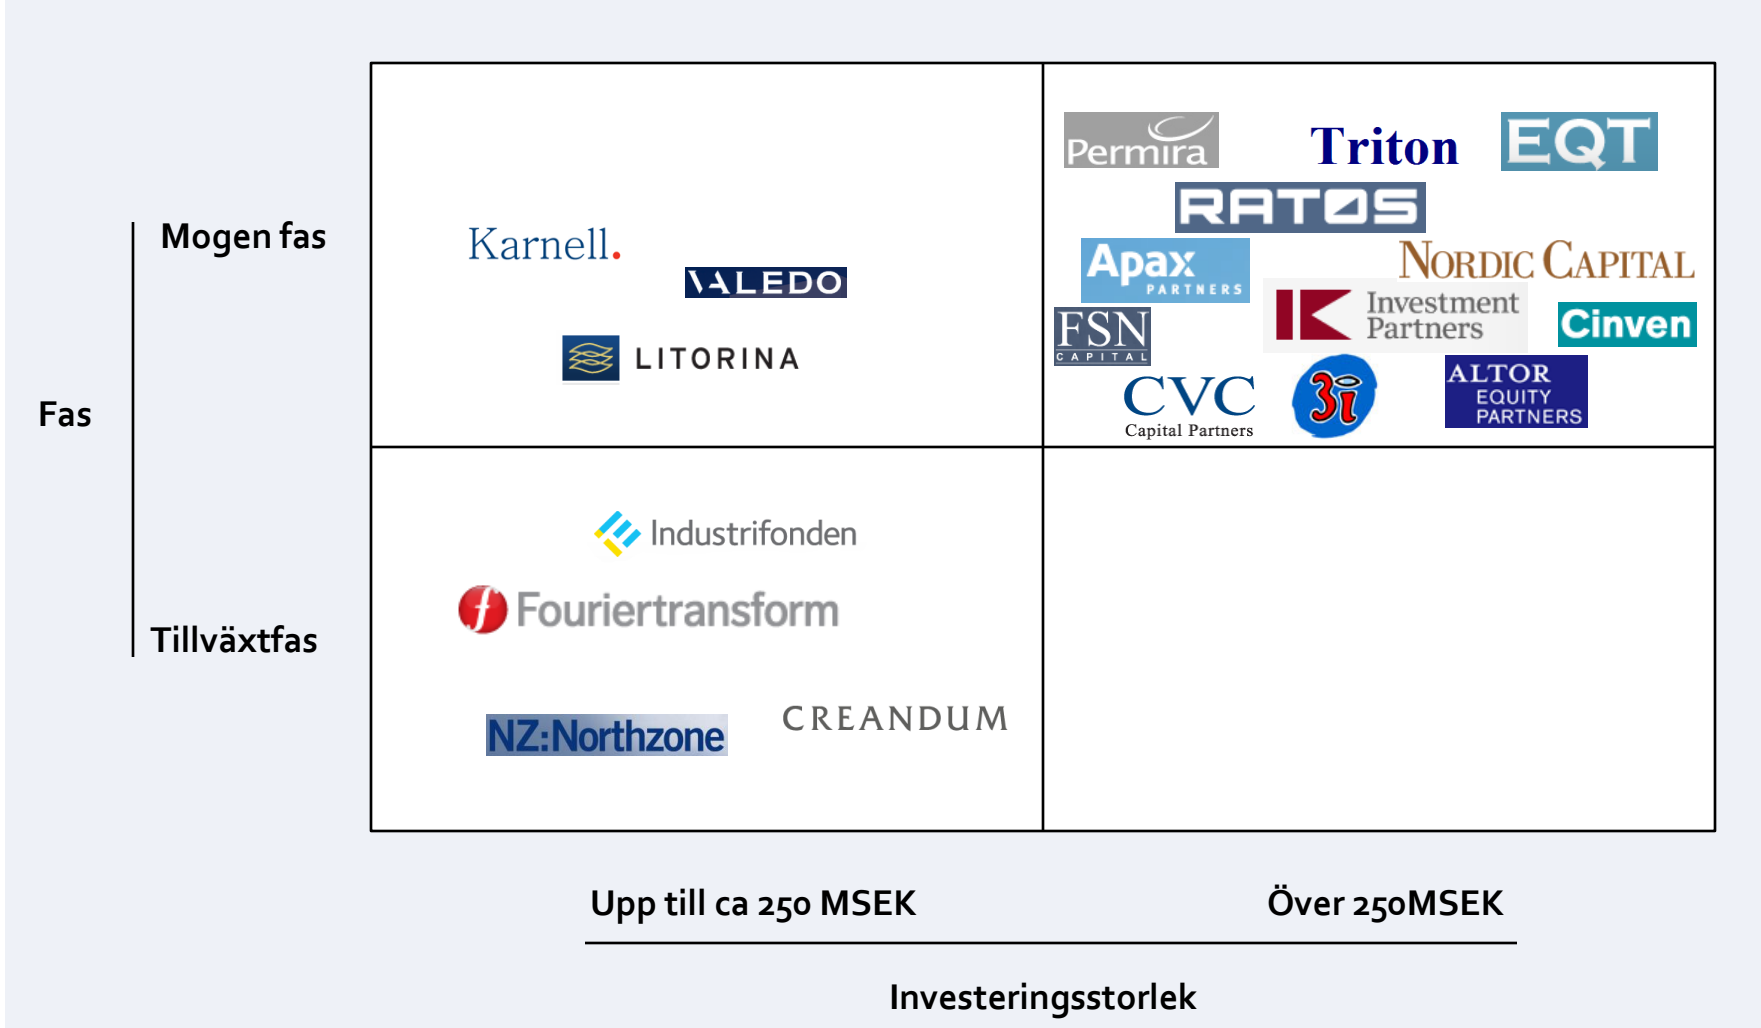 Permira
Triton
EQT
RATOS
Mogen fas
Karnell.
VALEDO
Apax
PARTNERS
NORDIC CAPITAL
Investment
Partners
Cinven
FSN
CAPITAL
LITORINA
CVC
Capital Partners
3i
ALTOR
EQUITY
PARTNERS
Fas
Industrifonden
Fouriertransform
Tillväxtfas
NZ:Northzone
CREANDUM
Upp till ca 250 MSEK
Över 250MSEK
Investeringsstorlek